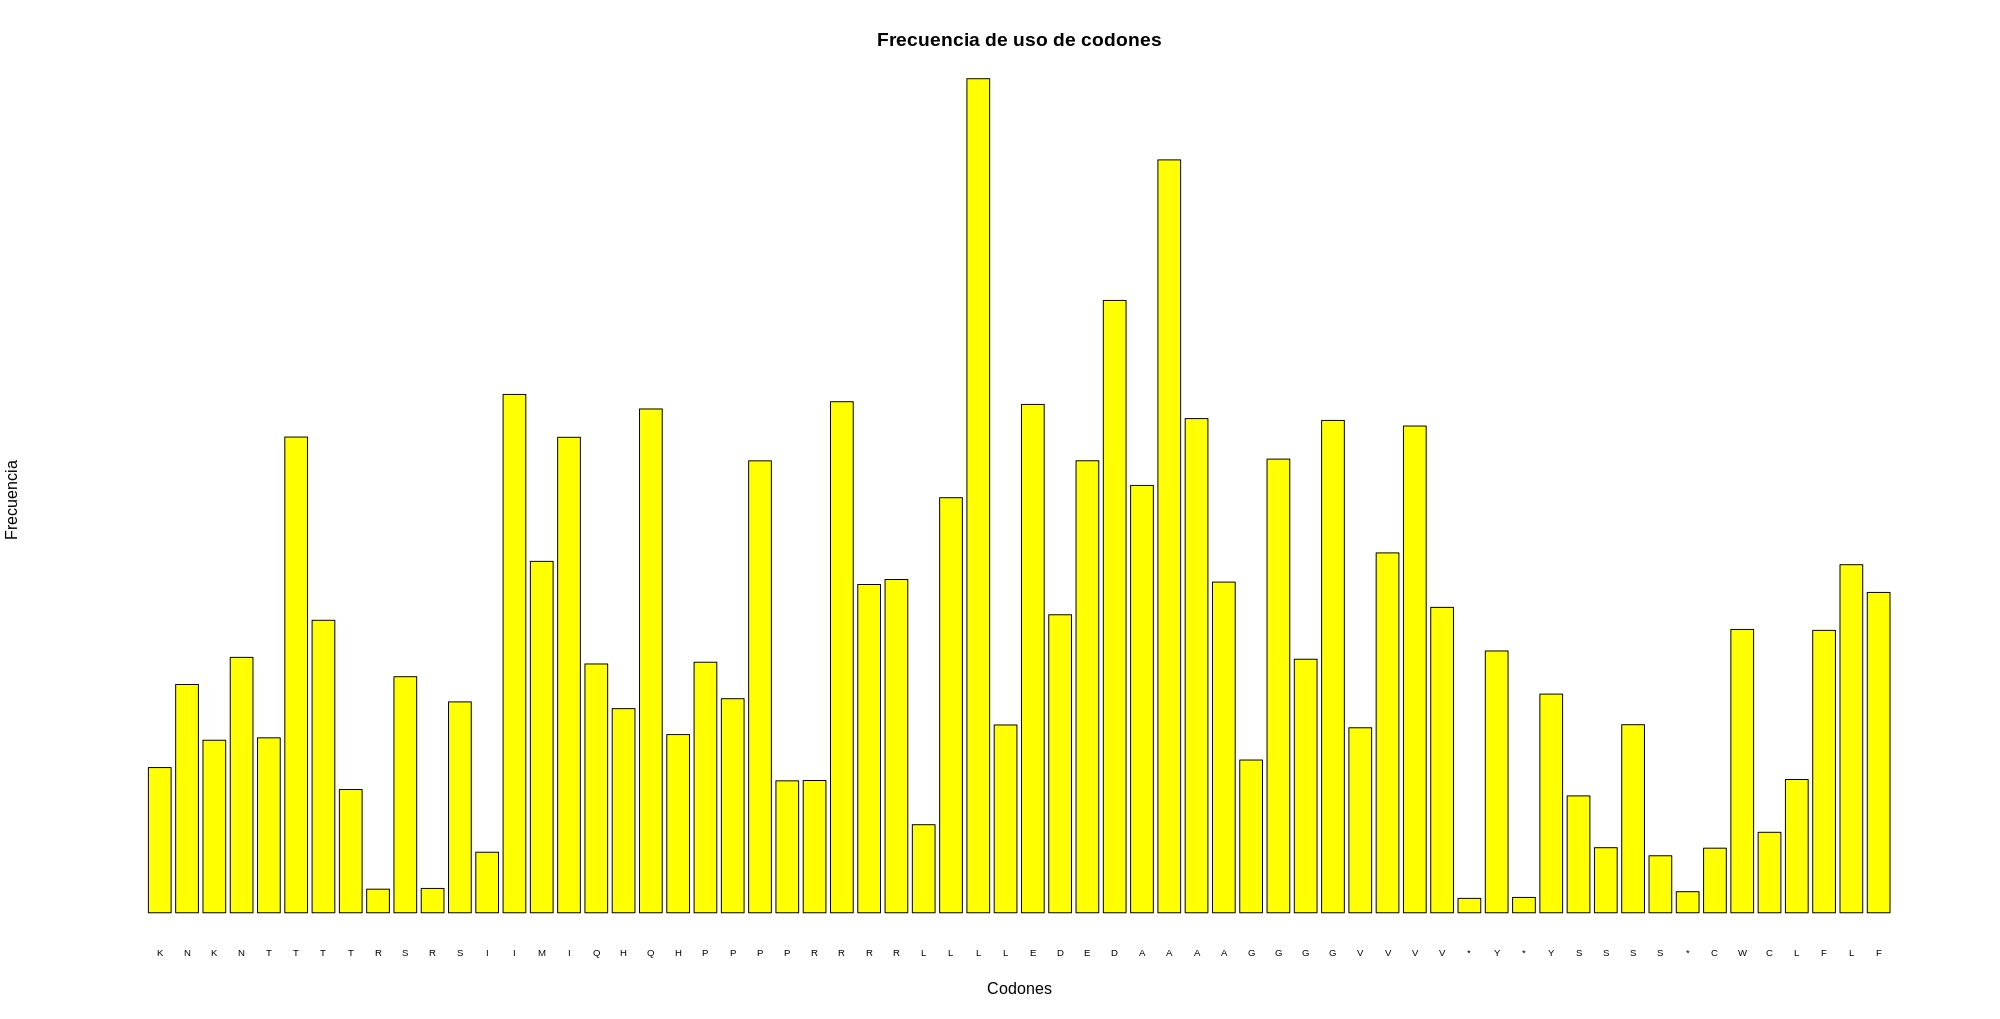 Frecuencia de uso de codones
Frecuencia
K N K N T T T T R S R S I I M I Q H Q H P P P P R R R R L L L L E D E D A A A A G G G G V V V V * Y * Y S S S S * C W C L F L F
Codones